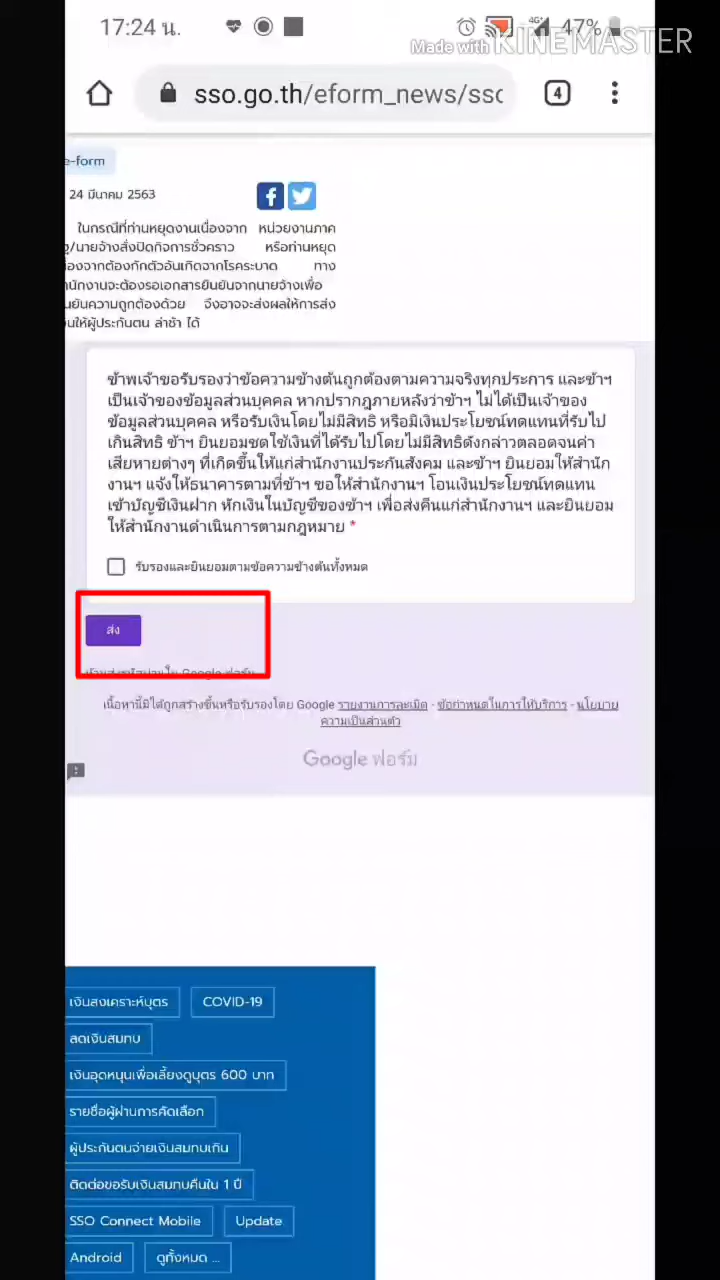 17:24 น.
4G
47%
Made with KINEMASTER
sso.go.th/eform_news/sso
4
e-form
24 มีนาคม 2563
ในกรณีที่ท่านหยุดงานเนื่องจาก หน่วยงานภาค
/นายจ้างสั่งปิดกิจการชั่วคราว หรือท่านหยุด
องจากต้องกักตัวอันเกิดจากโรคระบาด ทาง
นักงานจะต้องรอเอกสารยืนยันจากนายจ้างเพื่อ
นยันความถูกต้องด้วย จึงอาจจะส่งผลให้การส่ง
นให้ผู้ประกันตน ล่าช้า ได้
ข้าพเจ้าขอรับรองว่าข้อความข้างต้นถูกต้องตามความจริงทุกประการ และข้าฯ
เป็นเจ้าของข้อมูลส่วนบุคคล หากปรากฏภายหลังว่าข้าฯ ไม่ได้เป็นเจ้าของ
ข้อมูลส่วนบุคคล หรือรับเงินโดยไม่มีสิทธิ หรือมีเงินประโยชน์ทดแทนที่รับไป
เกินสิทธิ ข้าฯ ยินยอมชดใช้เงินที่ได้รับไปโดยไม่มีสิทธิดังกล่าวตลอดจนค่า
เสียหายต่างๆ ที่เกิดขึ้นให้แก่สำนักงานประกันสังคม และข้าฯ ยินยอมให้สำนัก
งานฯ แจ้งให้ธนาคารตามที่ข้าฯ ขอให้สำนักงานฯ โอนเงินประโยชน์ทดแทน
เข้าบัญชีเงินฝาก หักเงินในบัญชีของข้าฯ เพื่อส่งคืนแก่สำนักงานฯ และยินยอม
ให้สำนักงานดำเนินการตามกฎหมาย *
รับรองและยินยอมตามข้อความข้างต้นทั้งหมด
ส่ง
ห้ามส่งรหัสผ่านใน Google ฟอร์ม
เนื้อหานี้มิได้ถูกสร้างขึ้นหรือรับรองโดย Google รายงานการละเมิด - ข้อกำหนดในการให้บริการ - นโยบาย
ความเป็นส่วนตัว
Google ฟอร์ม
เงินสงเคราะห์บุตร COVID-19
ลดเงินสมทบ
เงินอุดหนุนเพื่อเลี้ยงดูบุตร 600 บาท
รายชื่อผู้ผ่านการคัดเลือก
ผู้ประกันตนจ่ายเงินสมทบเกิน
ติดต่อขอรับเงินสมทบคืนใน 1 ปี
SSO Connect Mobile Update
Android ดูทั้งหมด ...